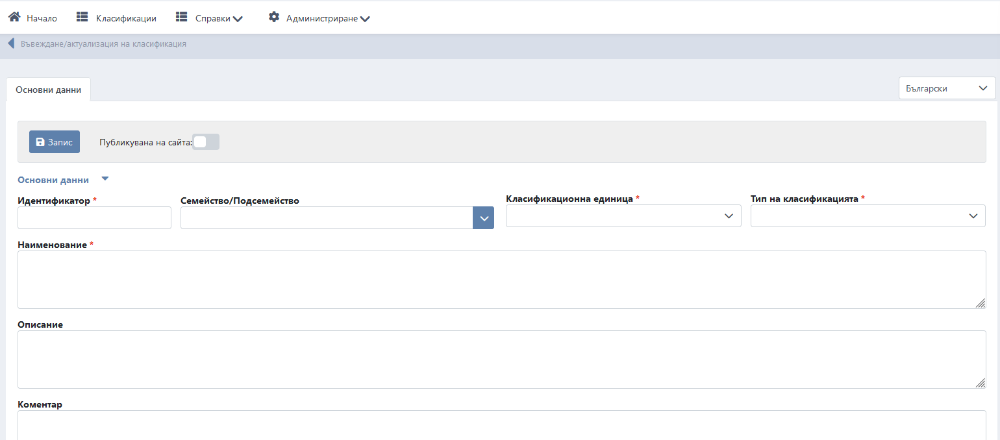 Начало Класификации Справки Администриране
Въвеждане/актуализация на класификация
Основни данни Български
Запис Публикувана на сайта:
Основни данни
Идентификатор * Семейство/Подсемейство Класификационна единица * Тип на класификацията *
Наименование *
Описание
Коментар